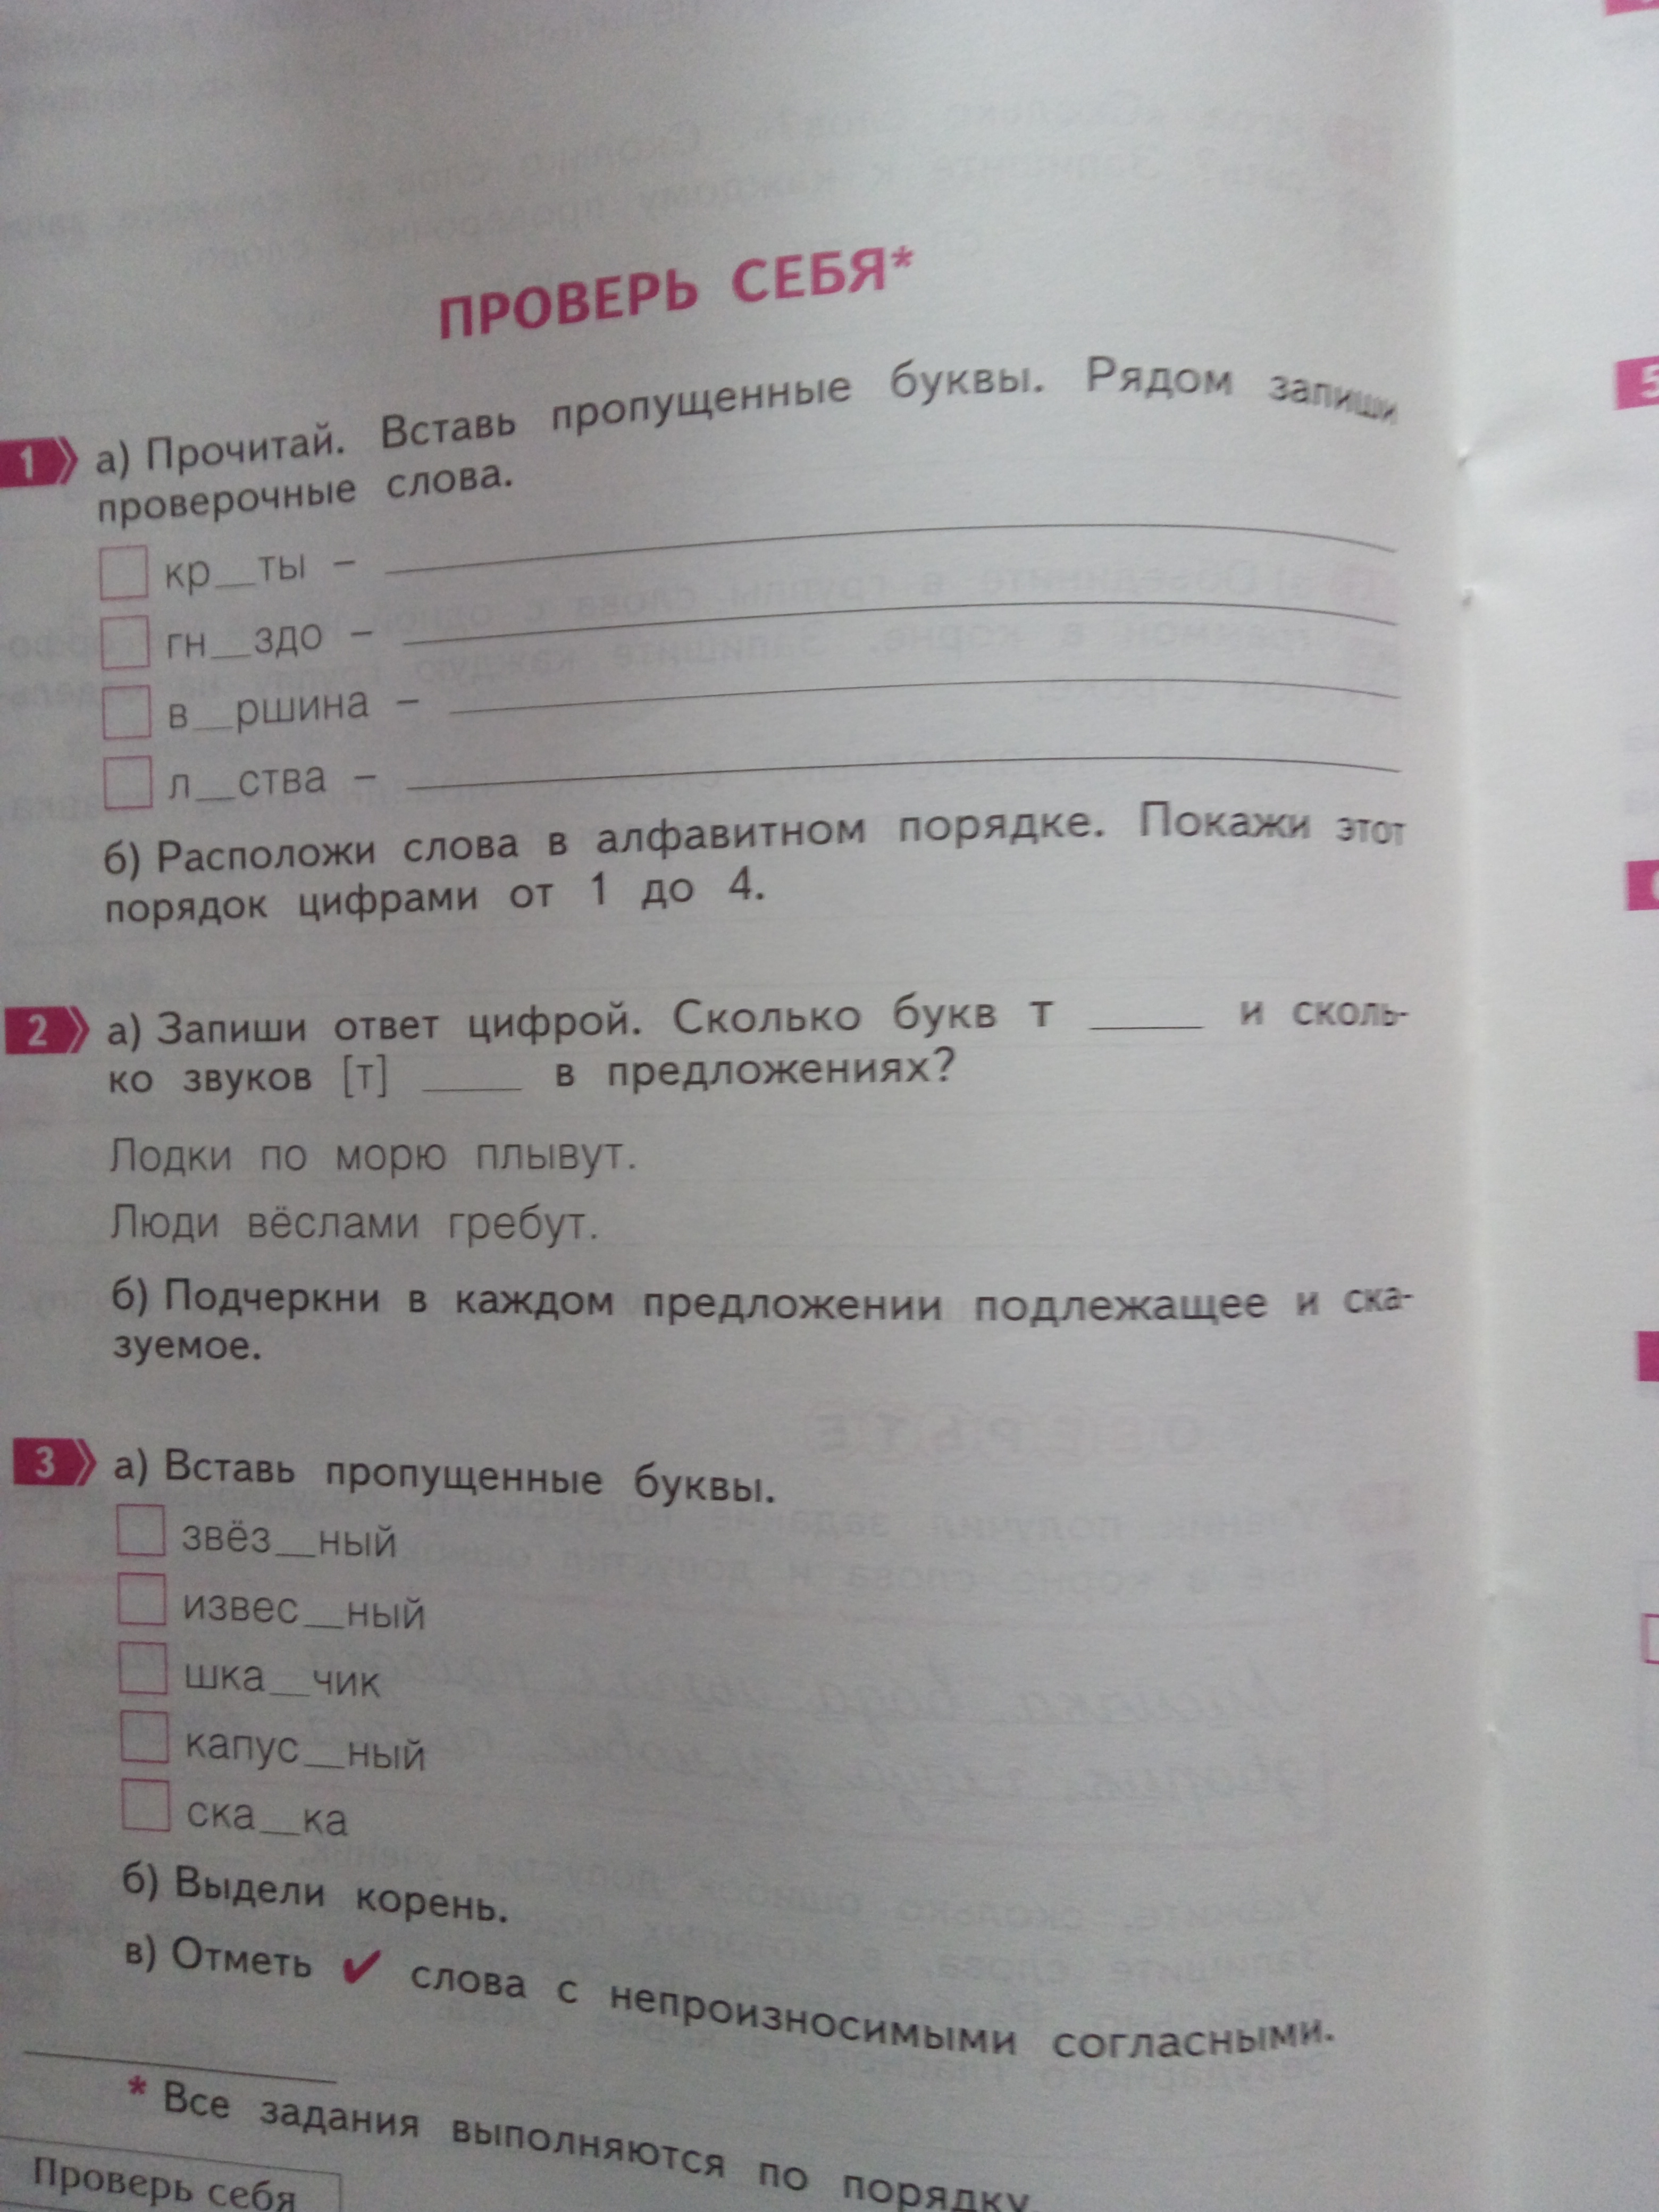 ПРОВЕРЬ СЕБЯ*
1 а) Прочитай. Вставь пропущенные буквы. Рядом запиши
проверочные слова.
кр__ты –
гн__здо –
в__ршина –
л__ства –
б) Расположи слова в алфавитном порядке. Покажи этот
порядок цифрами от 1 до 4.
2 а) Запиши ответ цифрой. Сколько букв т _____ и сколь-
ко звуков [т] _____ в предложениях?
Лодки по морю плывут.
Люди вёслами гребут.
б) Подчеркни в каждом предложении подлежащее и ска-
зуемое.
3 а) Вставь пропущенные буквы.
звёз__ный
извес__ный
шка__чик
капус__ный
ска__ка
б) Выдели корень.
в) Отметь ✔ слова с непроизносимыми согласными.
* Все задания выполняются по порядку.
Проверь себя
5